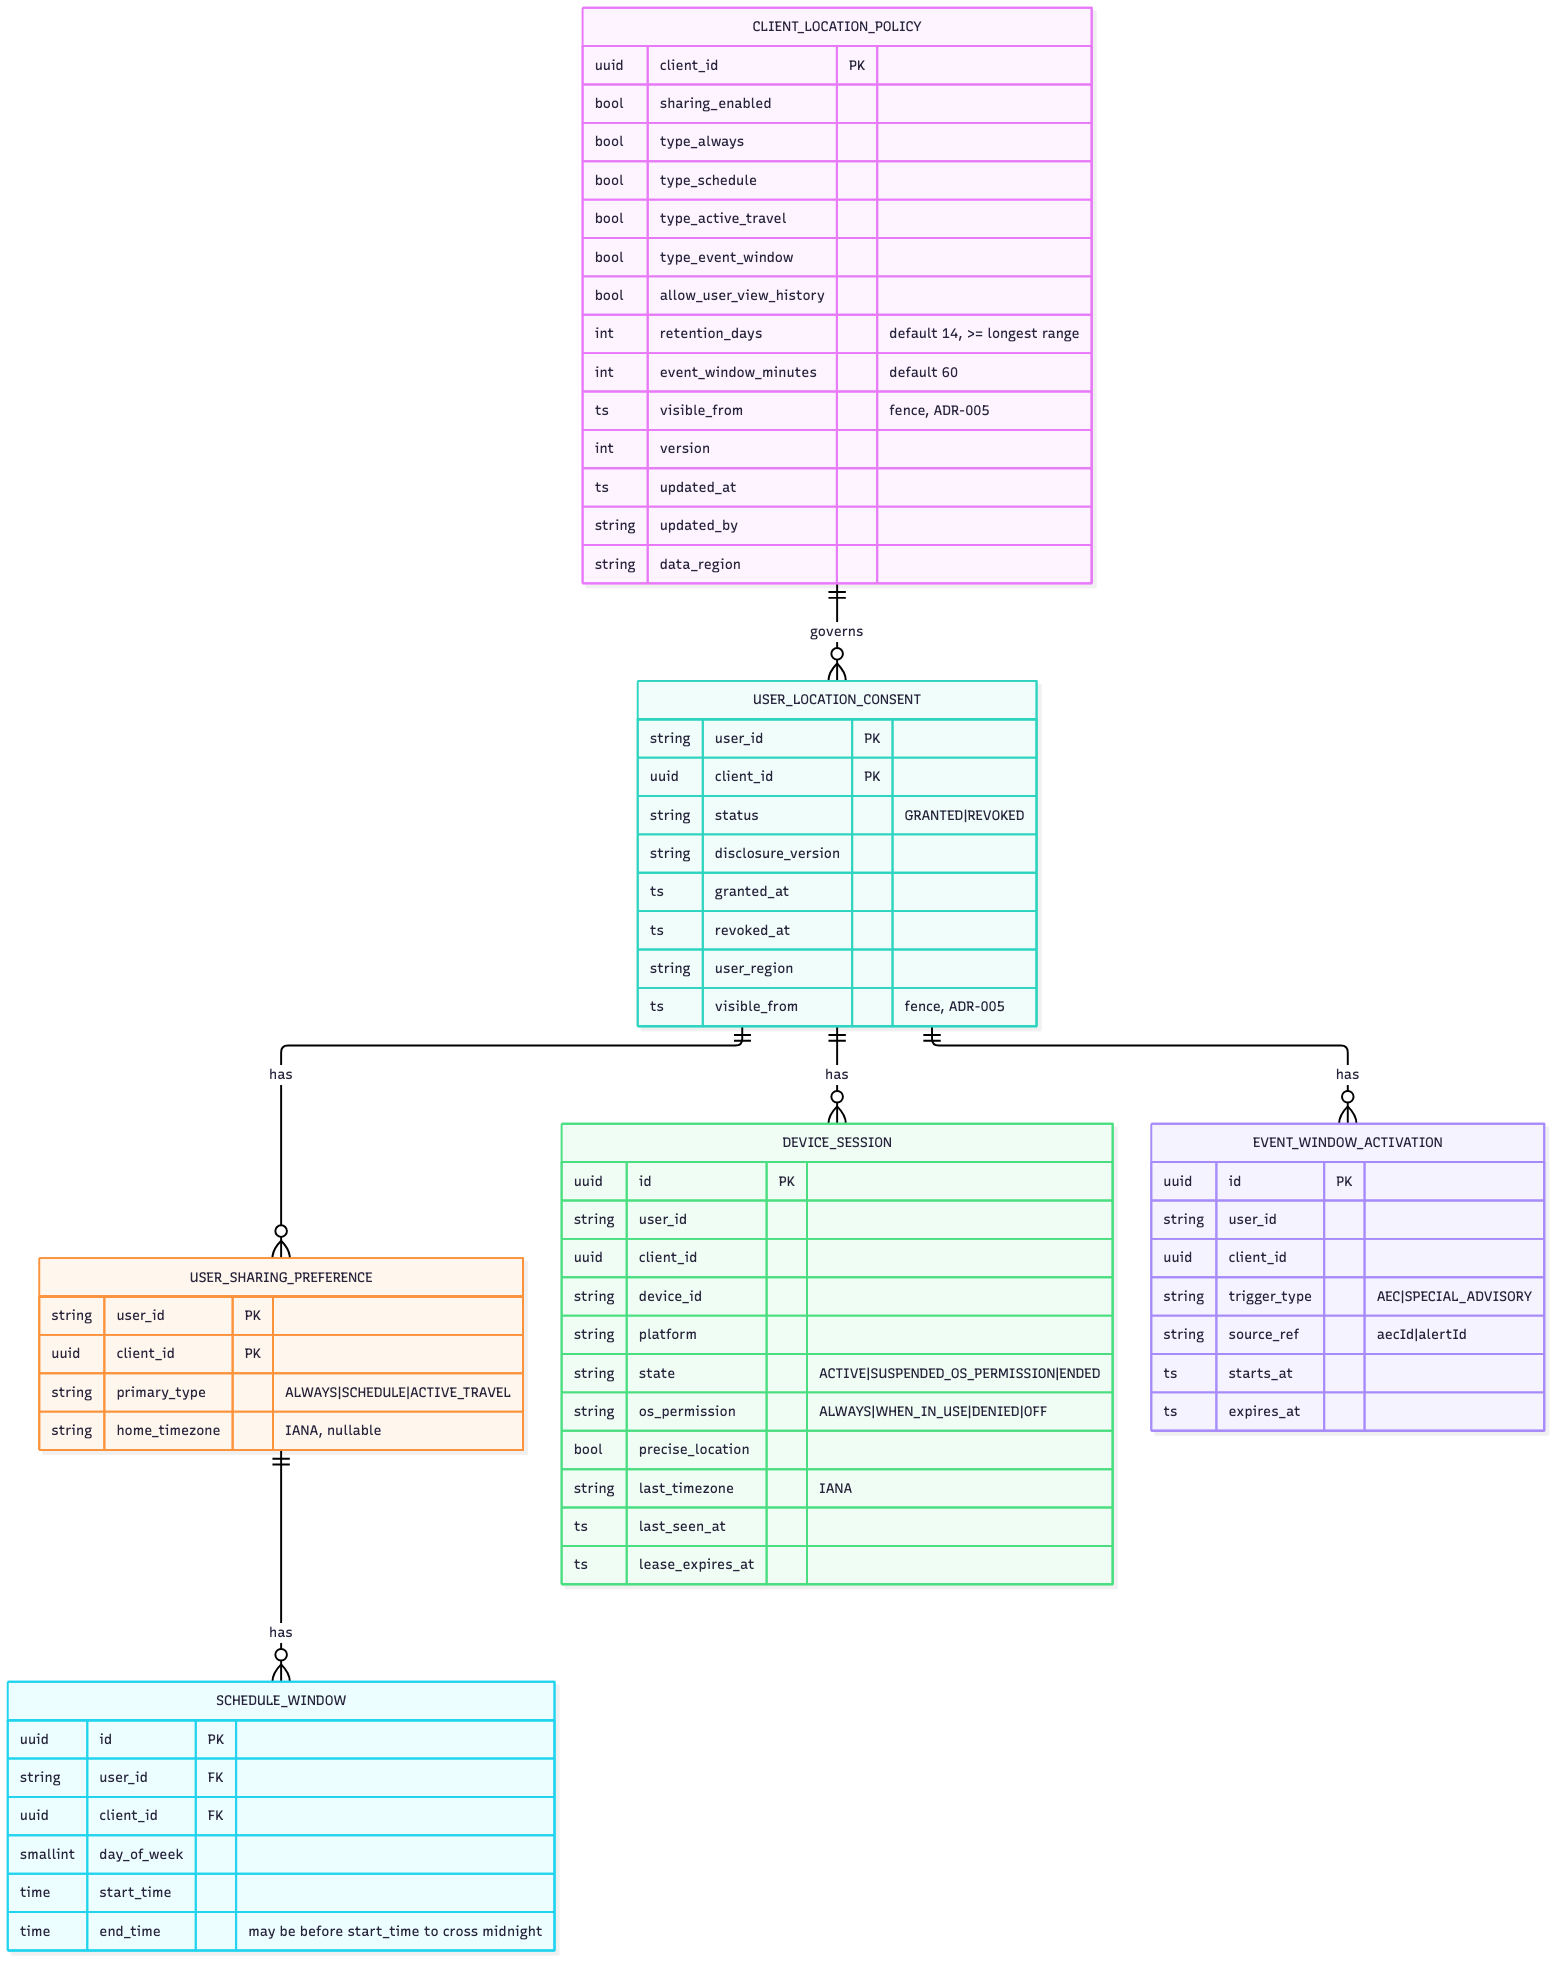 CLIENT_LOCATION_POLICY
uuid client_id PK
bool sharing_enabled
bool type_always
bool type_schedule
bool type_active_travel
bool type_event_window
bool allow_user_view_history
int retention_days default 14, >= longest range
int event_window_minutes default 60
ts visible_from fence, ADR-005
int version
ts updated_at
string updated_by
string data_region
governs
USER_LOCATION_CONSENT
string user_id PK
uuid client_id PK
string status GRANTED|REVOKED
string disclosure_version
ts granted_at
ts revoked_at
string user_region
ts visible_from fence, ADR-005
has has has
USER_SHARING_PREFERENCE
string user_id PK
uuid client_id PK
string primary_type ALWAYS|SCHEDULE|ACTIVE_TRAVEL
string home_timezone IANA, nullable
DEVICE_SESSION
uuid id PK
string user_id
uuid client_id
string device_id
string platform
string state ACTIVE|SUSPENDED_OS_PERMISSION|ENDED
string os_permission ALWAYS|WHEN_IN_USE|DENIED|OFF
bool precise_location
string last_timezone IANA
ts last_seen_at
ts lease_expires_at
EVENT_WINDOW_ACTIVATION
uuid id PK
string user_id
uuid client_id
string trigger_type AEC|SPECIAL_ADVISORY
string source_ref aecId|alertId
ts starts_at
ts expires_at
has
SCHEDULE_WINDOW
uuid id PK
string user_id FK
uuid client_id FK
smallint day_of_week
time start_time
time end_time may be before start_time to cross midnight